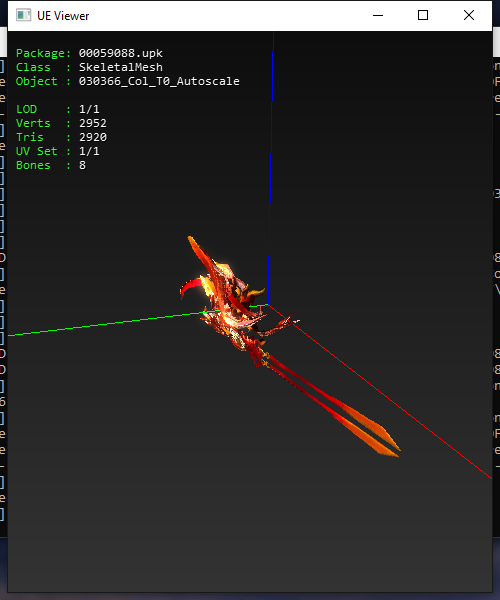 UE Viewer
Package: 00059088.upk
Class  : SkeletalMesh
Object : 030366_Col_T0_Autoscale
LOD    : 1/1
Verts  : 2952
Tris   : 2920
UV Set : 1/1
Bones  : 8